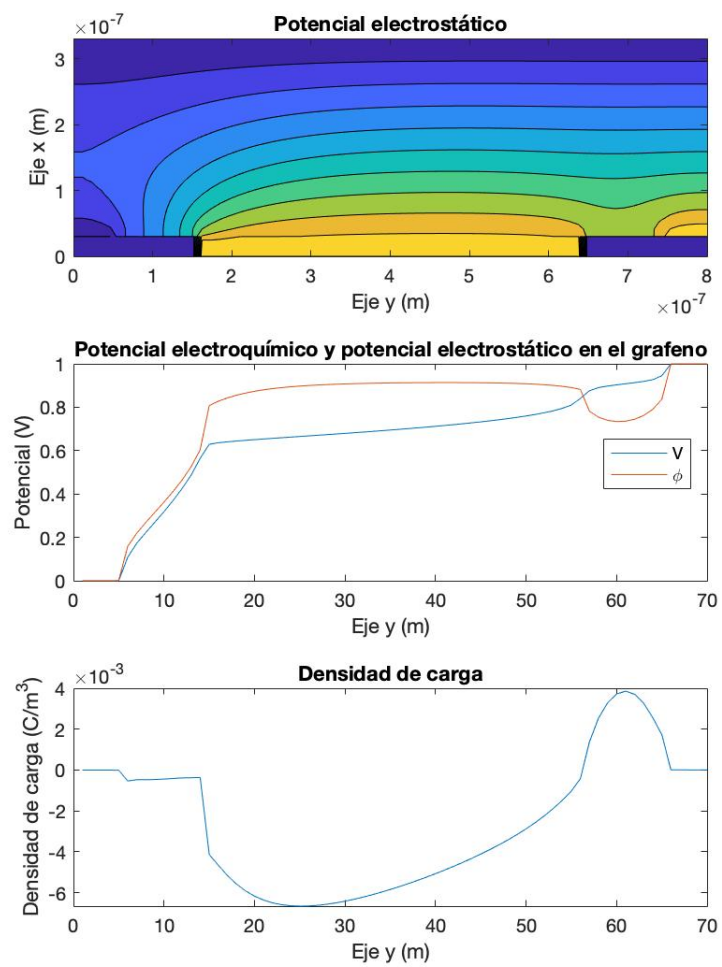 ×10⁻⁷
Potencial electrostático
3
2
1
0
Eje x (m)
0 1 2 3 4 5 6 7 8
Eje y (m)
×10⁻⁷
Potencial electroquímico y potencial electrostático en el grafeno
1
0.8
0.6
0.4
0.2
0
Potencial (V)
V
ϕ
0 10 20 30 40 50 60 70
Eje y (m)
×10⁻³
Densidad de carga
4
2
0
-2
-4
-6
Densidad de carga (C/m³)
0 10 20 30 40 50 60 70
Eje y (m)